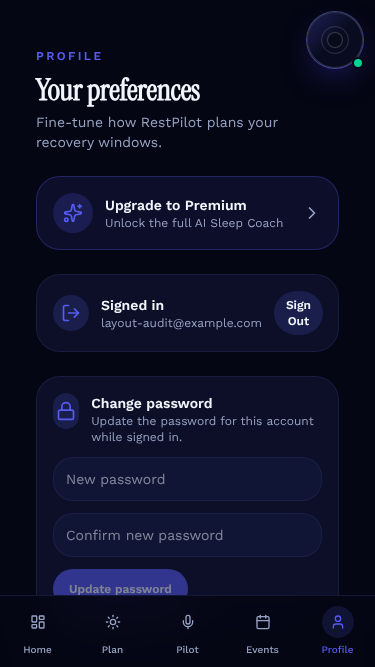 PROFILE
Your preferences
Fine-tune how RestPilot plans your
recovery windows.
Upgrade to Premium
Unlock the full AI Sleep Coach
Signed in
layout-audit@example.com
Sign
Out
Change password
Update the password for this account
while signed in.
New password
Confirm new password
Update password
Home
Plan
Pilot
Events
Profile